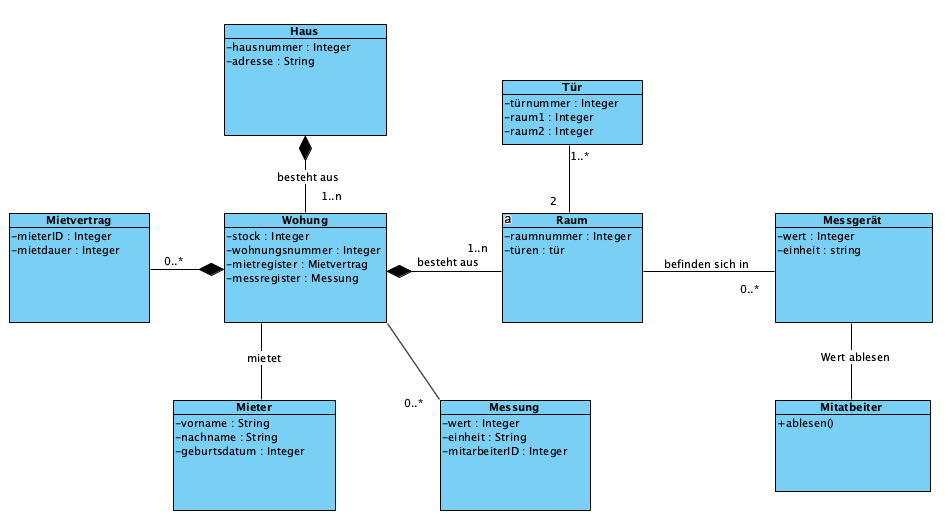 Haus
-hausnummer : Integer
-adresse : String
besteht aus
1..n
Tür
-türnummer : Integer
-raum1 : Integer
-raum2 : Integer
1..*
2
Mietvertrag
-mieterID : Integer
-mietdauer : Integer
0..*
Wohung
-stock : Integer
-wohnungsnummer : Integer
-mietregister : Mietvertrag
-messregister : Messung
1..n
besteht aus
a
Raum
-raumnummer : Integer
-türen : tür
befinden sich in
0..*
Messgerät
-wert : Integer
-einheit : string
mietet
0..*
Wert ablesen
Mieter
-vorname : String
-nachname : String
-geburtsdatum : Integer
Messung
-wert : Integer
-einheit : String
-mitarbeiterID : Integer
Mitatbeiter
+ablesen()